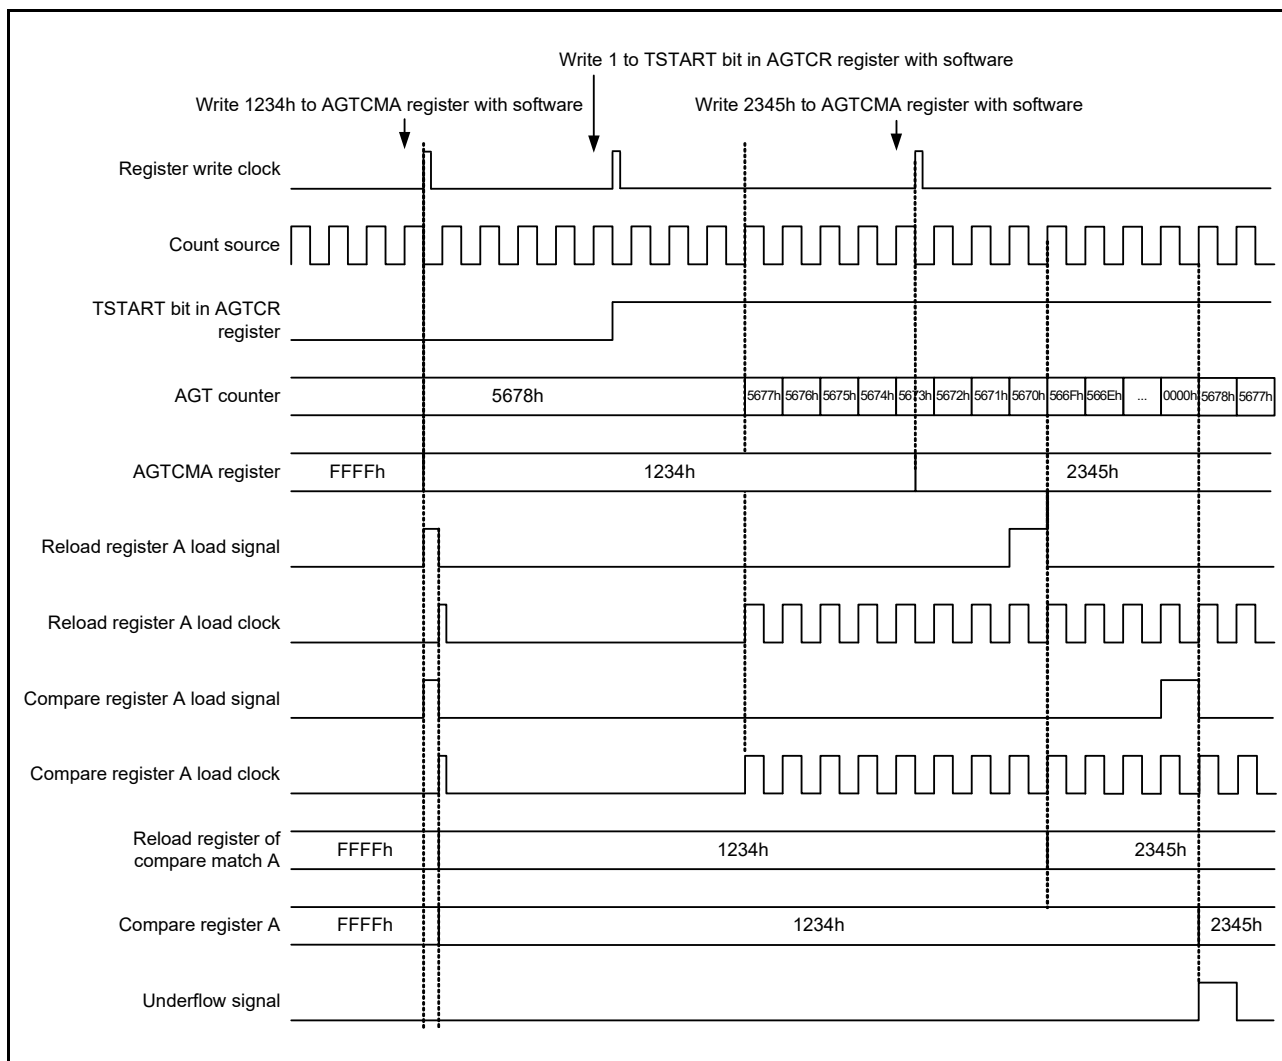 Write 1 to TSTART bit in AGTCR register with software
Write 1234h to AGTCMA register with software
Write 2345h to AGTCMA register with software
Register write clock
Count source
TSTART bit in AGTCR
register
AGT counter
5678h
5677h 5676h 5675h 5674h 5673h 5672h 5671h 5670h 566Fh 566Eh ... 0000h 5678h 5677h
AGTCMA register
FFFFh
1234h
2345h
Reload register A load signal
Reload register A load clock
Compare register A load signal
Compare register A load clock
Reload register of
compare match A
FFFFh
1234h
2345h
Compare register A
FFFFh
1234h
2345h
Underflow signal